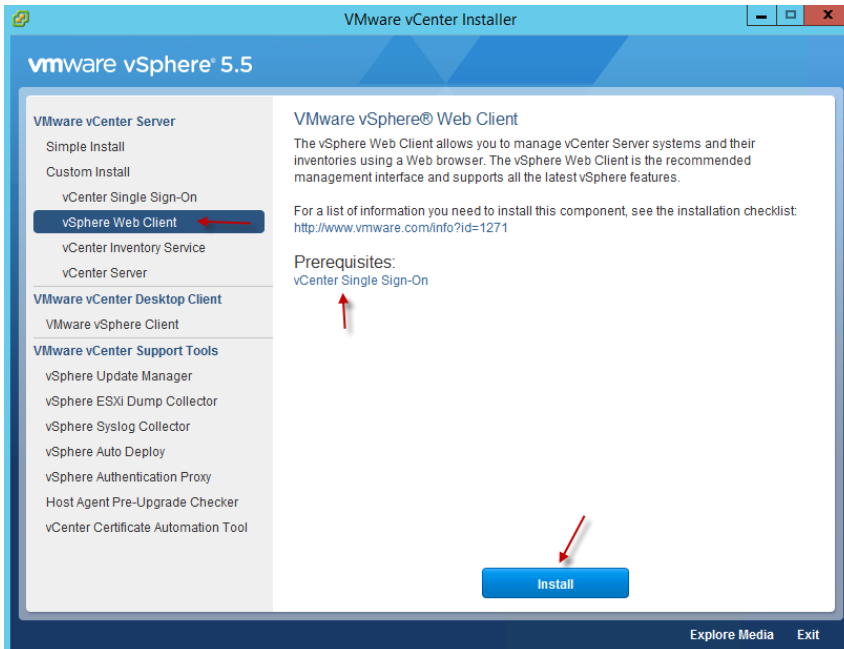 VMware vCenter Installer
vmware vSphere® 5.5
VMware vCenter Server
Simple Install
Custom Install
vCenter Single Sign-On
vSphere Web Client
vCenter Inventory Service
vCenter Server
VMware vCenter Desktop Client
VMware vSphere Client
VMware vCenter Support Tools
vSphere Update Manager
vSphere ESXi Dump Collector
vSphere Syslog Collector
vSphere Auto Deploy
vSphere Authentication Proxy
Host Agent Pre-Upgrade Checker
vCenter Certificate Automation Tool
VMware vSphere® Web Client
The vSphere Web Client allows you to manage vCenter Server systems and their
inventories using a Web browser. The vSphere Web Client is the recommended
management interface and supports all the latest vSphere features.
For a list of information you need to install this component, see the installation checklist:
http://www.vmware.com/info?id=1271
Prerequisites:
vCenter Single Sign-On
Install
Explore Media Exit